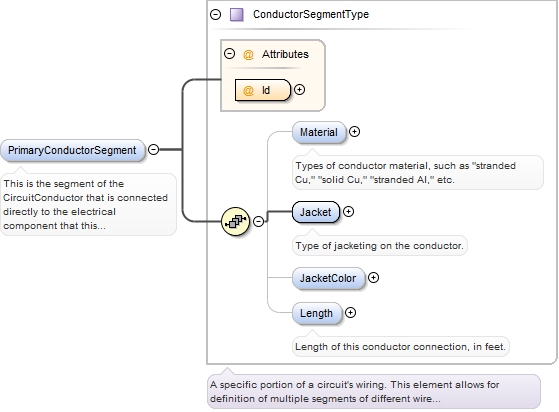 ConductorSegmentType
@ Attributes
@ Id
PrimaryConductorSegment
This is the segment of the
CircuitConductor that is connected
directly to the electrical
component that this...
Material
Types of conductor material, such as "stranded
Cu," "solid Cu," "stranded Al," etc.
Jacket
Type of jacketing on the conductor.
JacketColor
Length
Length of this conductor connection, in feet.
A specific portion of a circuit's wiring. This element allows for
definition of multiple segments of different wire...